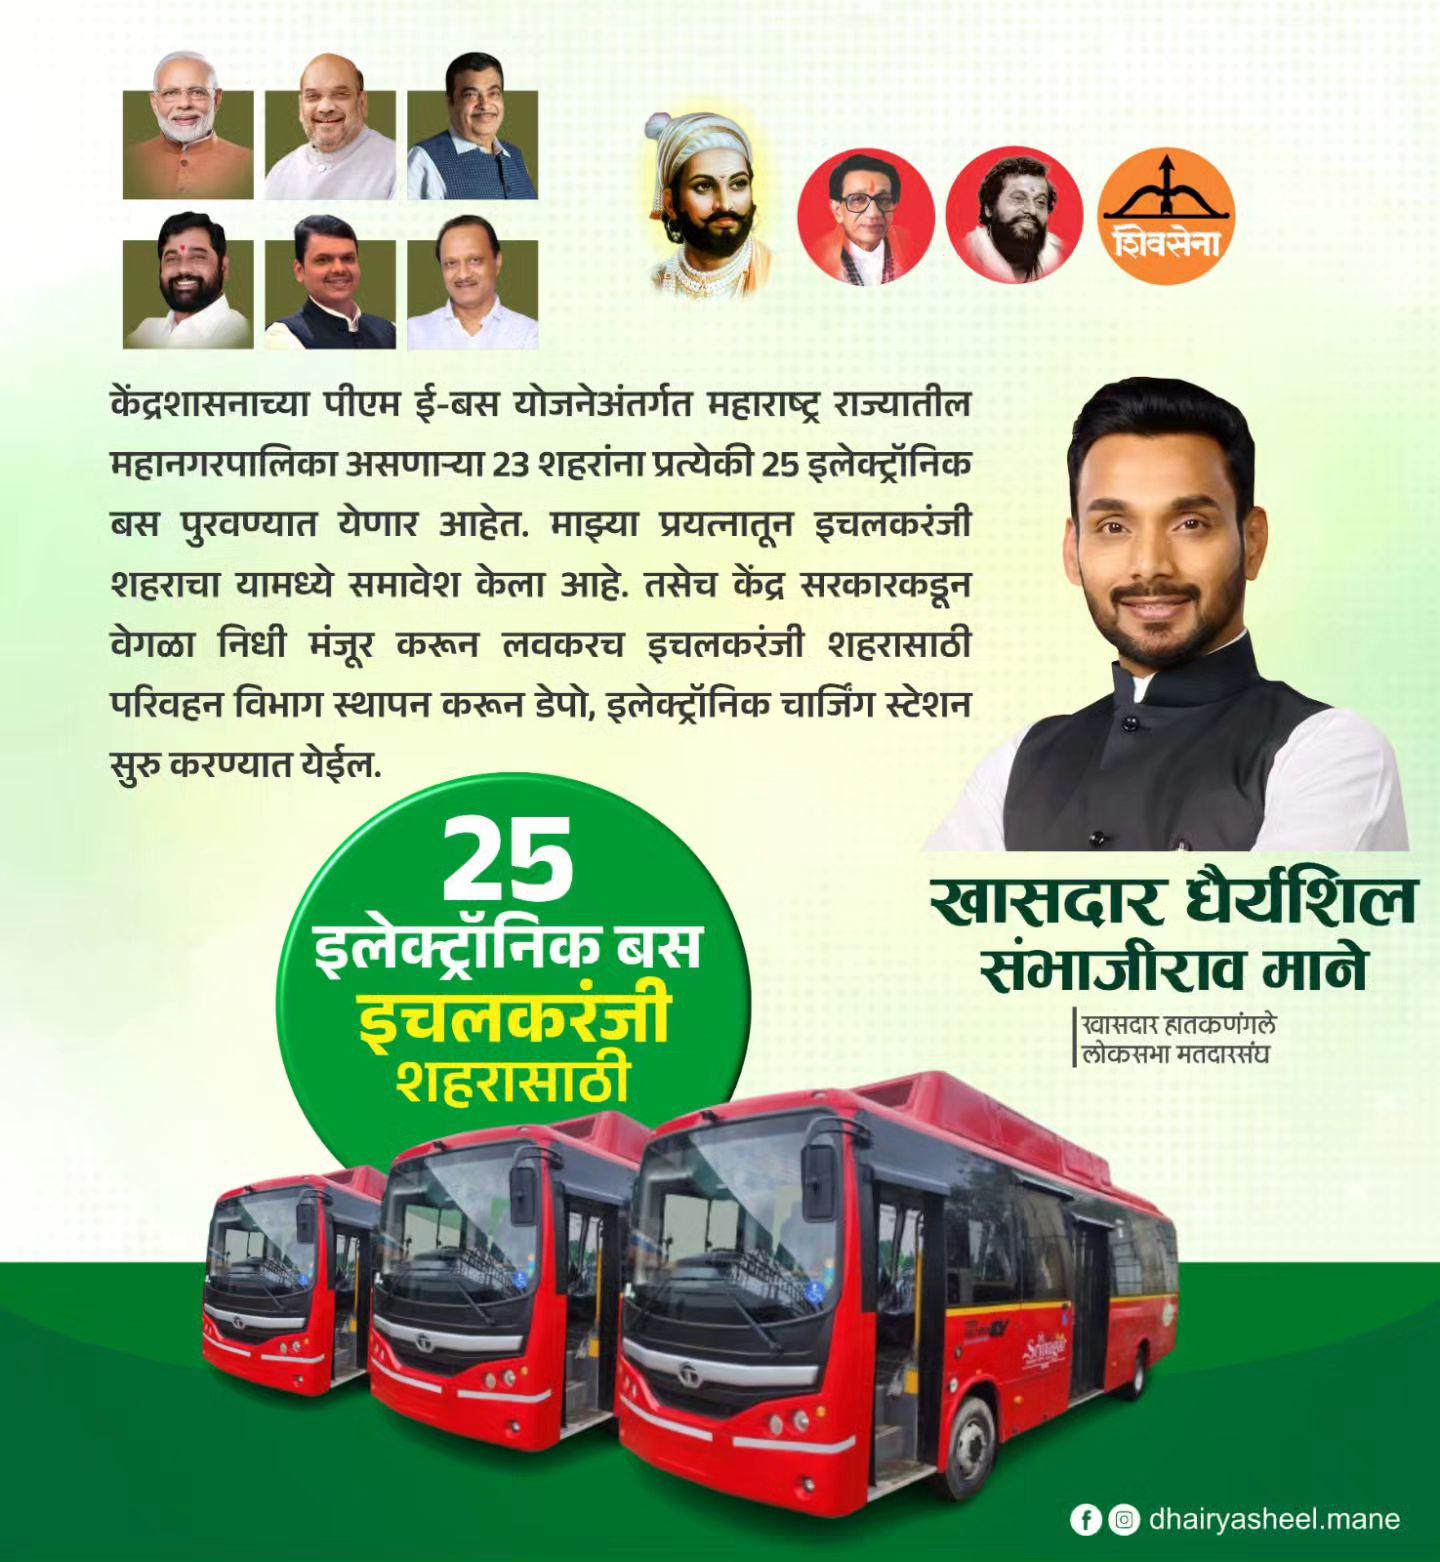 शिवसेना
केंद्रशासनाच्या पीएम ई-बस योजनेअंतर्गत महाराष्ट्र राज्यातील
महानगरपालिका असणाऱ्या 23 शहरांना प्रत्येकी 25 इलेक्ट्रॉनिक
बस पुरवण्यात येणार आहेत. माझ्या प्रयत्नातून इचलकरंजी
शहराचा यामध्ये समावेश केला आहे. तसेच केंद्र सरकारकडून
वेगळा निधी मंजूर करून लवकरच इचलकरंजी शहरासाठी
परिवहन विभाग स्थापन करून डेपो, इलेक्ट्रॉनिक चार्जिंग स्टेशन
सुरु करण्यात येईल.
25
इलेक्ट्रॉनिक बस
इचलकरंजी
शहरासाठी
खासदार धैर्यशिल
संभाजीराव माने
खासदार हातकणंगले
लोकसभा मतदारसंघ
Srinagar
dhairyasheel.mane